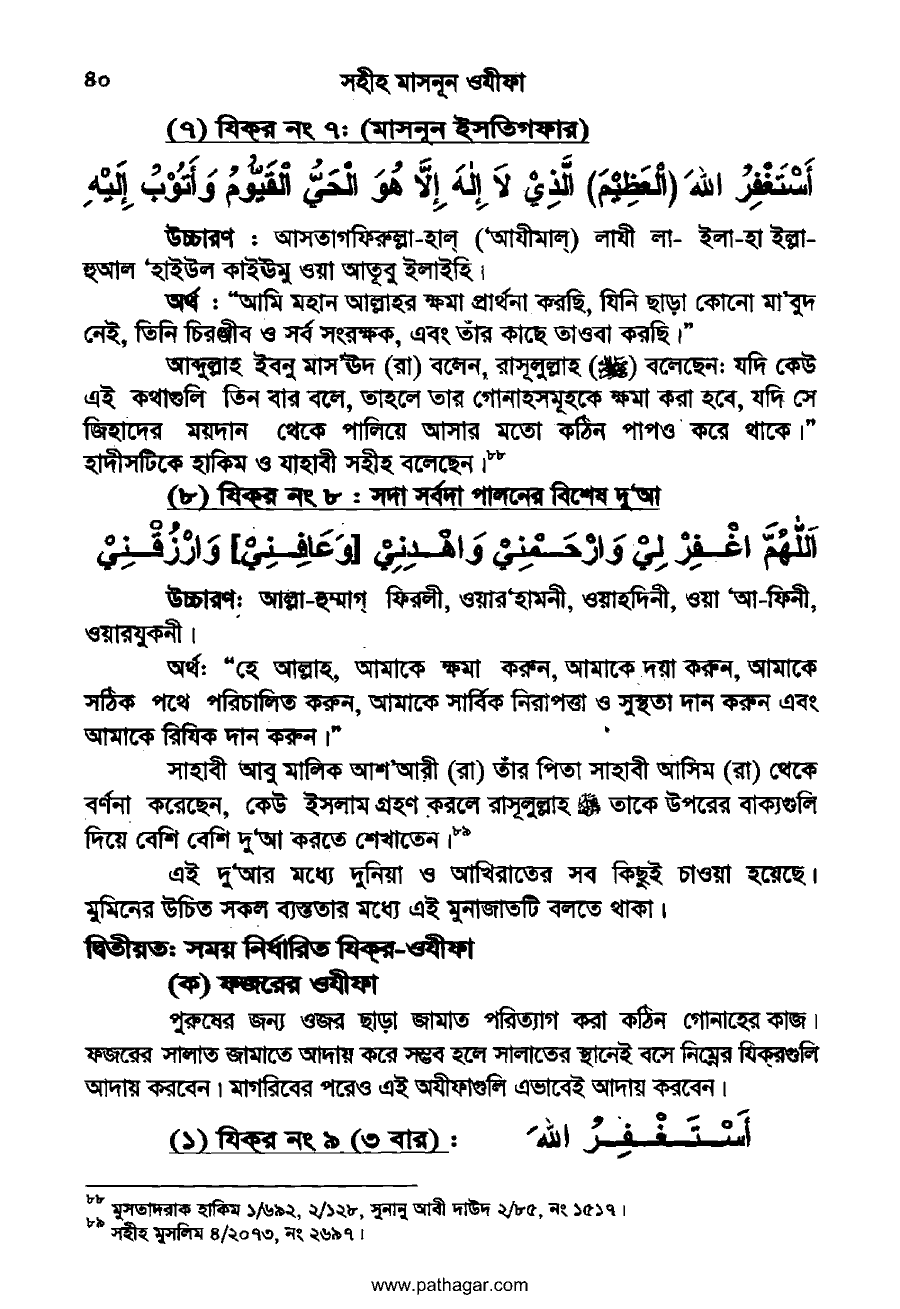 ৪০ সহীহ মাসনূন ওযীফা
(৭) যিক্‌র নং ৭: (মাসনূন ইসতিগফার)
أَسْتَغْفِرُ اللهَ (الْعَظِيْمَ) الَّذِيْ لَا إِلٰهَ إِلَّا هُوَ الْحَيُّ الْقَيُّوْمُ وَأَتُوْبُ إِلَيْهِ
উচ্চারণ : আসতাগফিরুল্লা-হাল্ (‘আযীমাল্) লাযী লা- ইলা-হা ইল্লা-
হুআল ‘হাইউল কাইঊমু ওয়া আতূবু ইলাইহি।
অর্থ : “আমি মহান আল্লাহর ক্ষমা প্রার্থনা করছি, যিনি ছাড়া কোনো মা'বুদ
নেই, তিনি চিরঞ্জীব ও সর্ব সংরক্ষক, এবং তাঁর কাছে তাওবা করছি।”
আব্দুল্লাহ ইবনু মাস'ঊদ (রা) বলেন, রাসূলুল্লাহ (ﷺ) বলেছেন: যদি কেউ
এই কথাগুলি তিন বার বলে, তাহলে তার গোনাহসমূহকে ক্ষমা করা হবে, যদি সে
জিহাদের ময়দান থেকে পালিয়ে আসার মতো কঠিন পাপও করে থাকে।”
হাদীসটিকে হাকিম ও যাহাবী সহীহ বলেছেন।৮৮
(৮) যিক্‌র নং ৮ : সদা সর্বদা পালনের বিশেষ দু‘আ
اَللّٰهُمَّ اغْفِرْ لِيْ وَارْحَمْنِيْ وَاهْدِنِيْ [وَعَافِنِيْ] وَارْزُقْنِيْ
উচ্চারণ: আল্লা-হুম্মাগ্ ফিরলী, ওয়ার‘হামনী, ওয়াহদিনী, ওয়া ‘আ-ফিনী,
ওয়ারযুকনী।
অর্থ: “হে আল্লাহ, আমাকে ক্ষমা করুন, আমাকে দয়া করুন, আমাকে
সঠিক পথে পরিচালিত করুন, আমাকে সার্বিক নিরাপত্তা ও সুস্থতা দান করুন এবং
আমাকে রিযিক দান করুন।”
সাহাবী আবু মালিক আশ'আরী (রা) তাঁর পিতা সাহাবী আসিম (রা) থেকে
বর্ণনা করেছেন, কেউ ইসলাম গ্রহণ করলে রাসূলুল্লাহ ﷺ তাকে উপরের বাক্যগুলি
দিয়ে বেশি বেশি দু‘আ করতে শেখাতেন।৮৯
এই দু‘আর মধ্যে দুনিয়া ও আখিরাতের সব কিছুই চাওয়া হয়েছে।
মুমিনের উচিত সকল ব্যস্ততার মধ্যে এই মুনাজাতটি বলতে থাকা।
দ্বিতীয়ত: সময় নির্ধারিত যিক্‌র-ওযীফা
(ক) ফজরের ওযীফা
পুরুষের জন্য ওজর ছাড়া জামাত পরিত্যাগ করা কঠিন গোনাহের কাজ।
ফজরের সালাত জামাতে আদায় করে সম্ভব হলে সালাতের স্থানেই বসে নিম্নের যিক্‌রগুলি
আদায় করবেন। মাগরিবের পরেও এই অযীফাগুলি এভাবেই আদায় করবেন।
(১) যিক্‌র নং ৯ (৩ বার) : أَسْتَغْفِرُ اللهَ
৮৮ মুসতাদরাক হাকিম ১/৬৯২, ২/১২৮, সুনানু আবী দাউদ ২/৮৫, নং ১৫১৭।
৮৯ সহীহ মুসলিম ৪/২০৭৩, নং ২৬৯৭।
www.pathagar.com